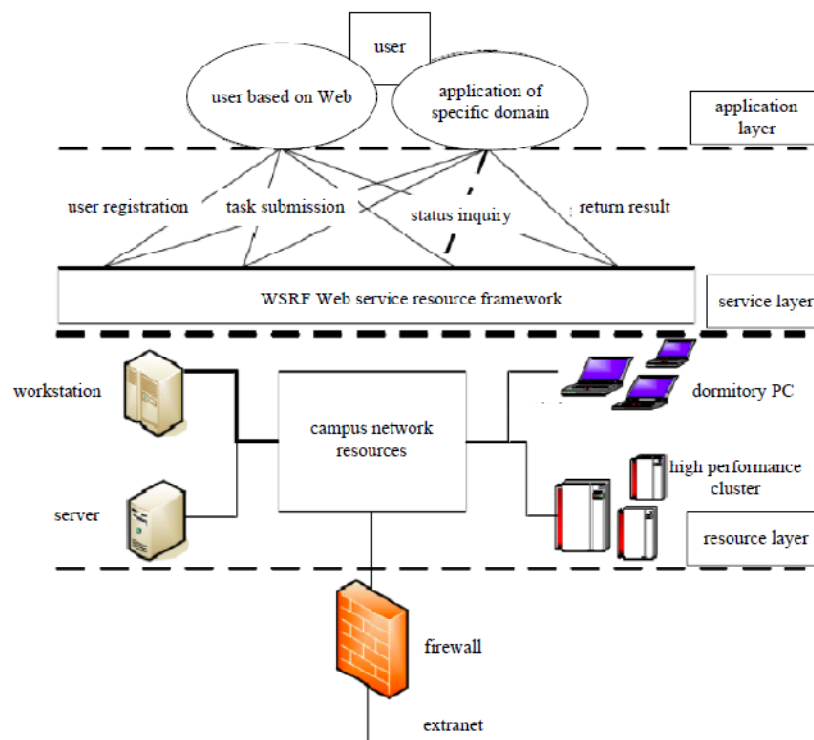 user
user based on Web
application of
specific domain
application
layer
user registration
task submission
status inquiry
return result
WSRF Web service resource framework
service layer
workstation
campus network
resources
dormitory PC
server
high performance
cluster
resource layer
firewall
extranet